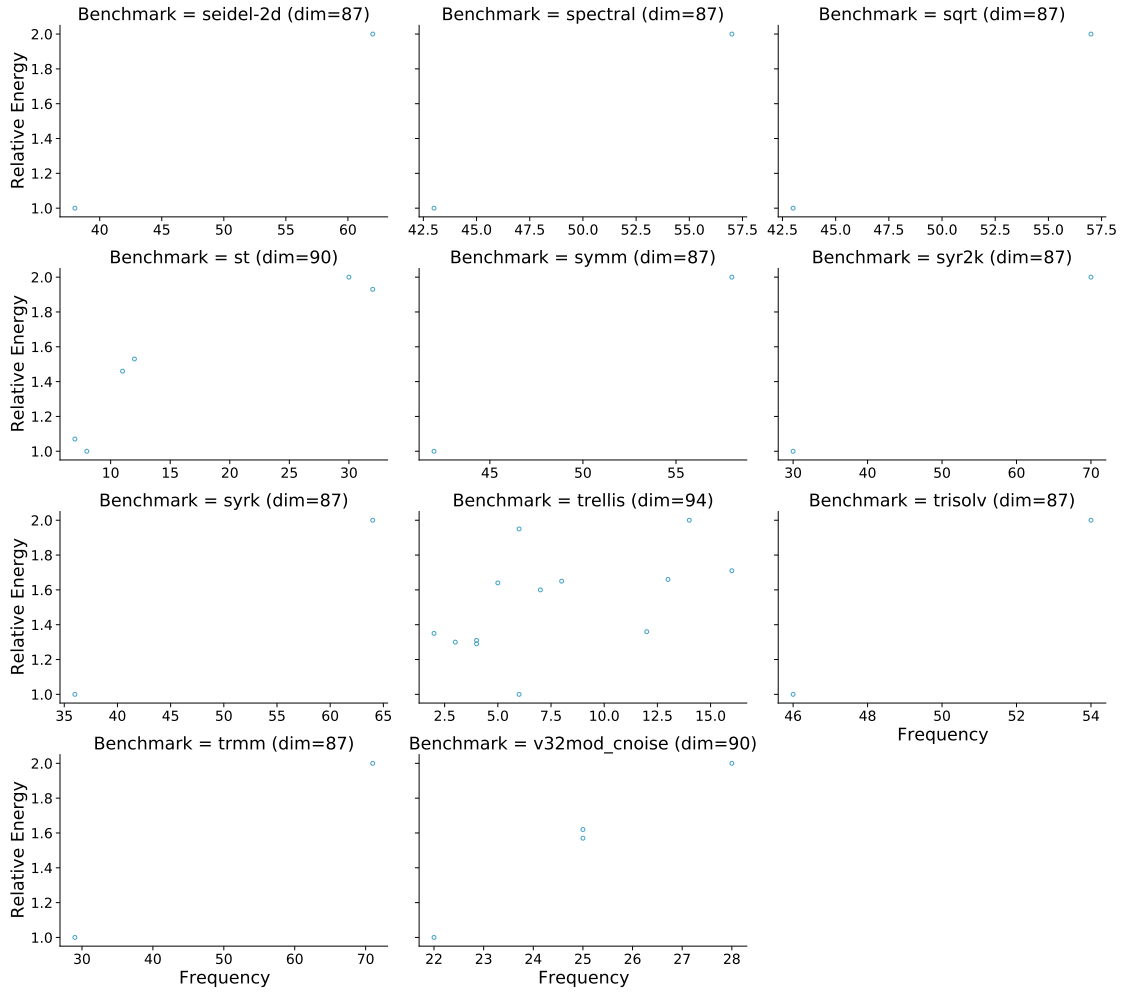 Benchmark = seidel-2d (dim=87) Benchmark = spectral (dim=87) Benchmark = sqrt (dim=87)
2.0
1.8
1.6
1.4
1.2
1.0
Relative Energy
40 45 50 55 60
42.5 45.0 47.5 50.0 52.5 55.0 57.5
42.5 45.0 47.5 50.0 52.5 55.0 57.5
Benchmark = st (dim=90) Benchmark = symm (dim=87) Benchmark = syr2k (dim=87)
2.0
1.8
1.6
1.4
1.2
1.0
Relative Energy
10 15 20 25 30
45 50 55
30 40 50 60 70
Benchmark = syrk (dim=87) Benchmark = trellis (dim=94) Benchmark = trisolv (dim=87)
2.0
1.8
1.6
1.4
1.2
1.0
Relative Energy
35 40 45 50 55 60 65
2.5 5.0 7.5 10.0 12.5 15.0
46 48 50 52 54
Frequency
Benchmark = trmm (dim=87) Benchmark = v32mod_cnoise (dim=90)
2.0
1.8
1.6
1.4
1.2
1.0
Relative Energy
30 40 50 60 70
22 23 24 25 26 27 28
Frequency Frequency